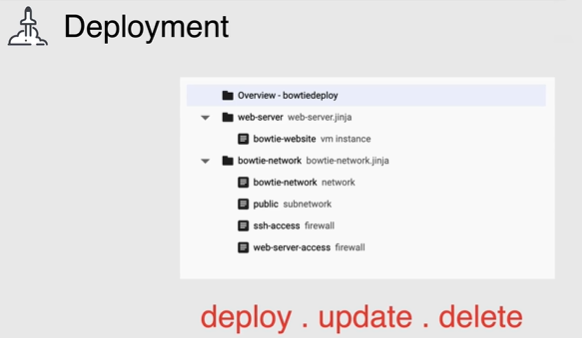 Deployment
Overview - bowtiedeploy
web-server web-server.jinja
bowtie-website vm instance
bowtie-network bowtie-network.jinja
bowtie-network network
public subnetwork
ssh-access firewall
web-server-access firewall
deploy . update . delete